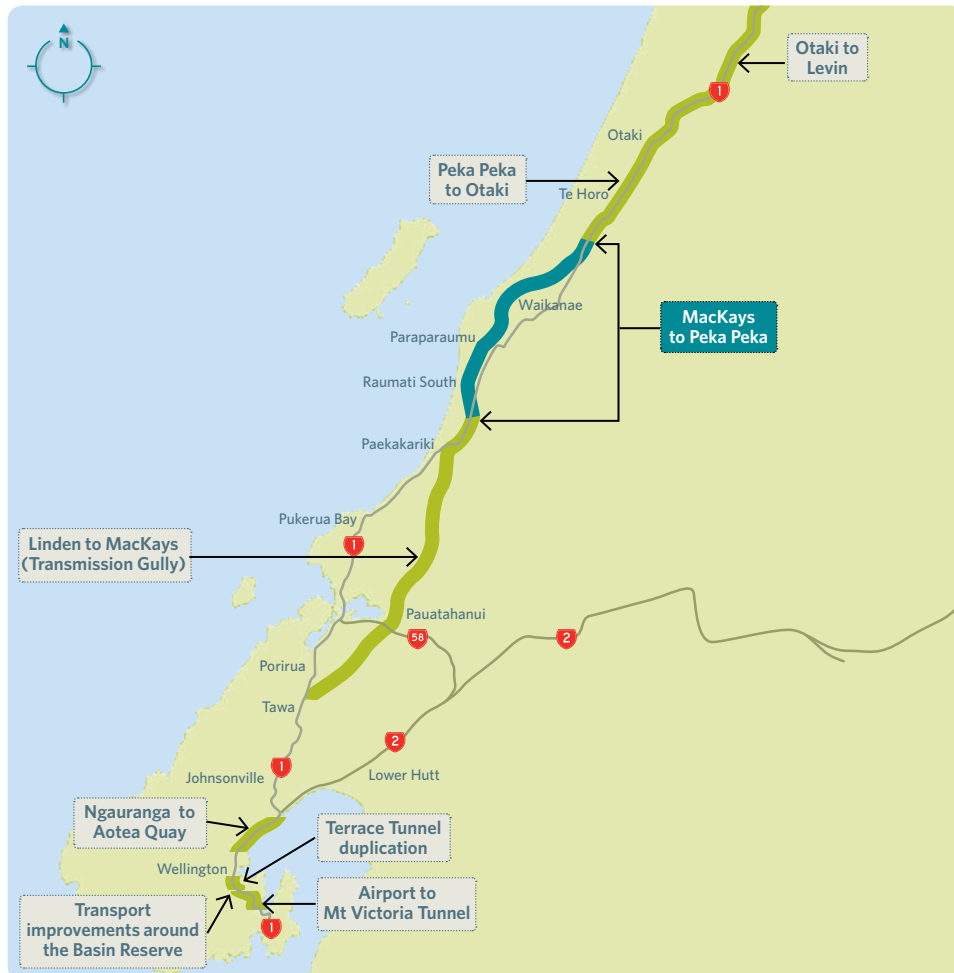 N
Otaki to
Levin
1
Otaki
Peka Peka
to Otaki
Te Horo
Waikanae
MacKays
to Peka Peka
Paraparaumu
Raumati South
Paekakariki
Pukerua Bay
1
Linden to MacKays
(Transmission Gully)
Pauatahanui
58
2
Porirua
Tawa
2
1
Johnsonville
Lower Hutt
Ngauranga to
Aotea Quay
Terrace Tunnel
duplication
Wellington
Airport to
Mt Victoria Tunnel
Transport
improvements around
the Basin Reserve
1